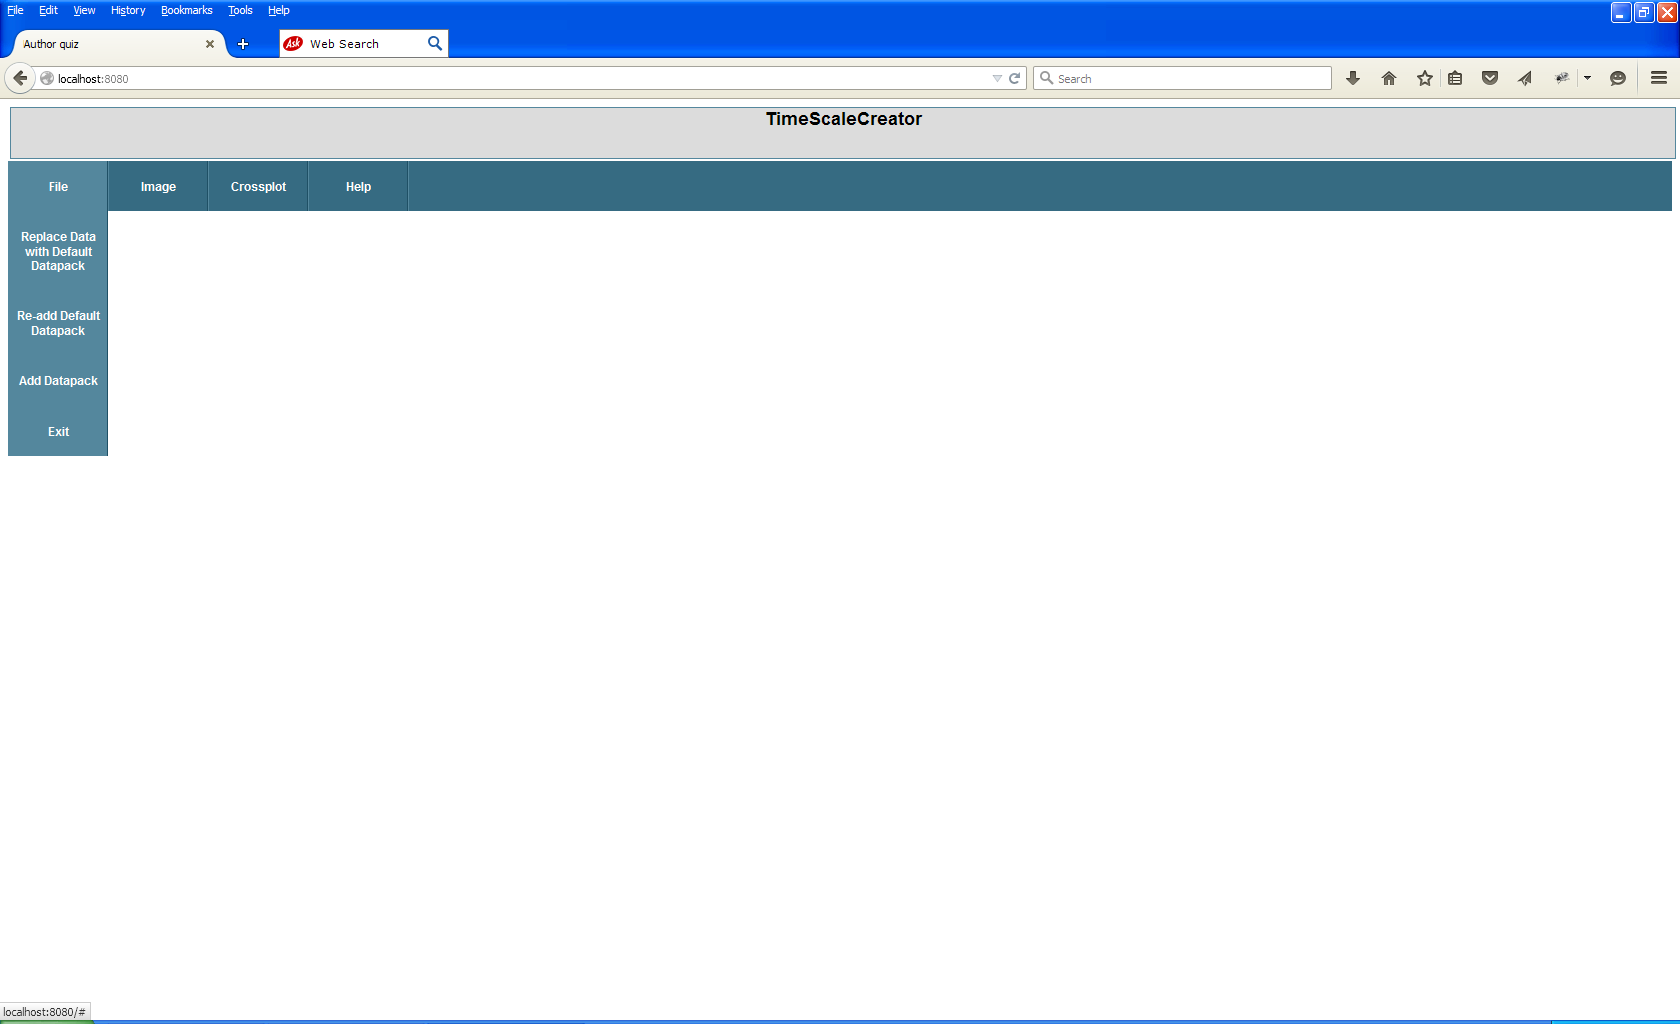 File Edit View History Bookmarks Tools Help
Author quiz
Ask Web Search
localhost:8080
Search
TimeScaleCreator
File Image Crossplot Help
Replace Data
with Default
Datapack
Re-add Default
Datapack
Add Datapack
Exit
localhost:8080/#